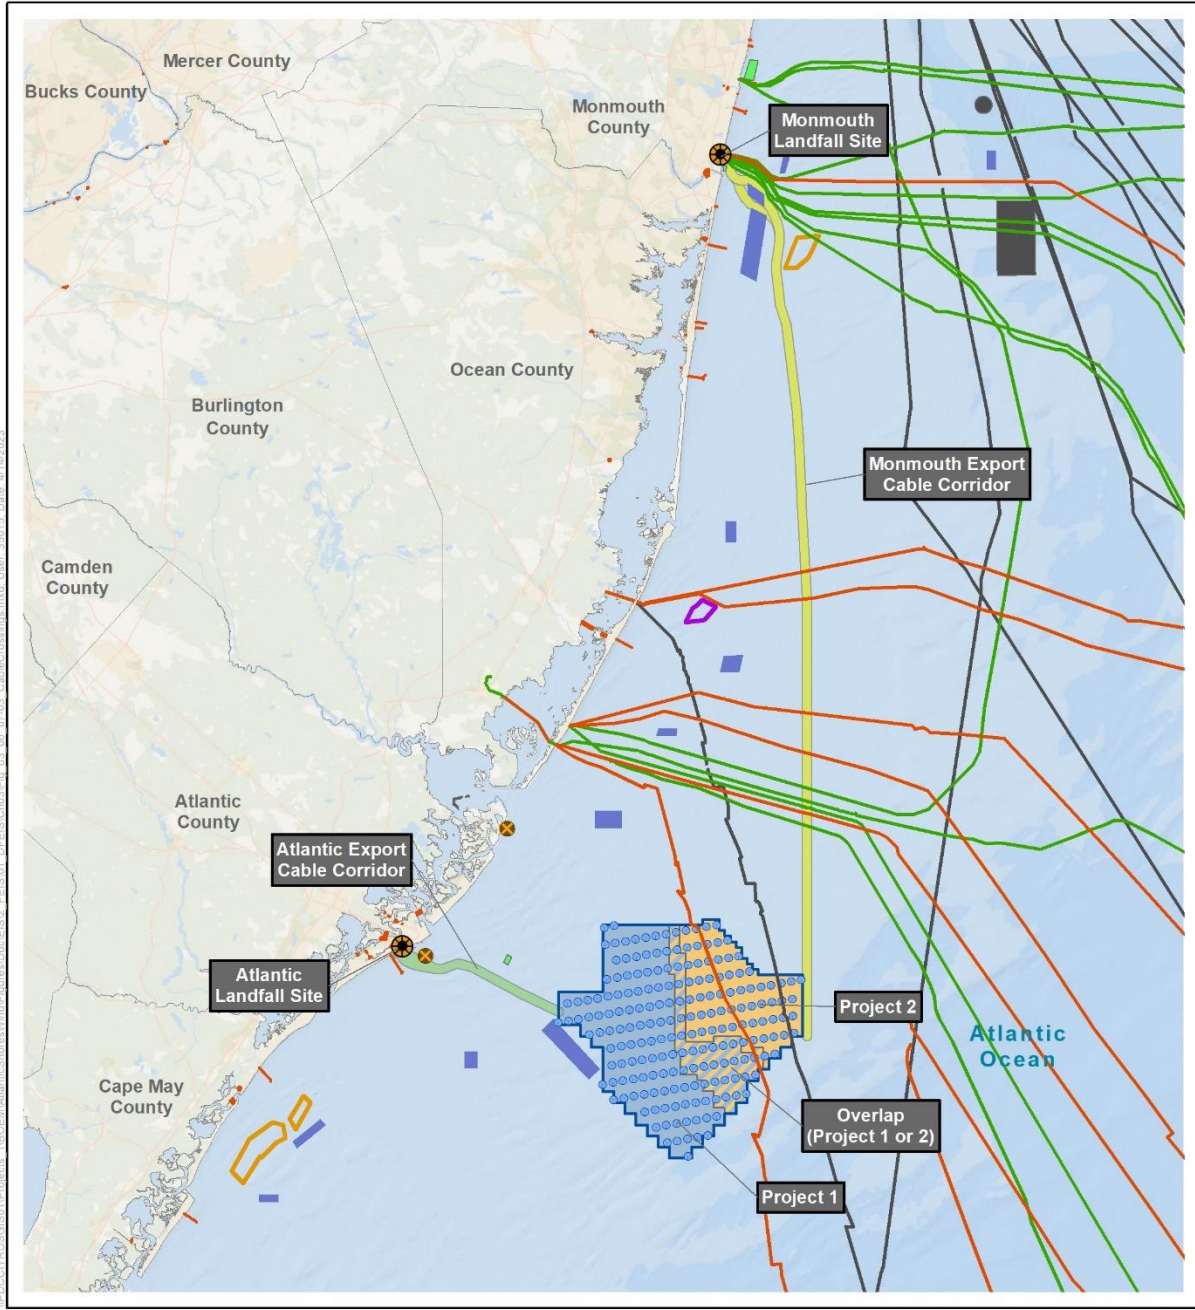 Mercer County
Bucks County
Monmouth
County
Monmouth
Landfall Site
Ocean County
Burlington
County
Monmouth Export
Cable Corridor
Camden
County
Atlantic
County
Atlantic Export
Cable Corridor
Atlantic
Landfall Site
Project 2
Atlantic
Ocean
Cape May
County
Overlap
(Project 1 or 2)
Project 1